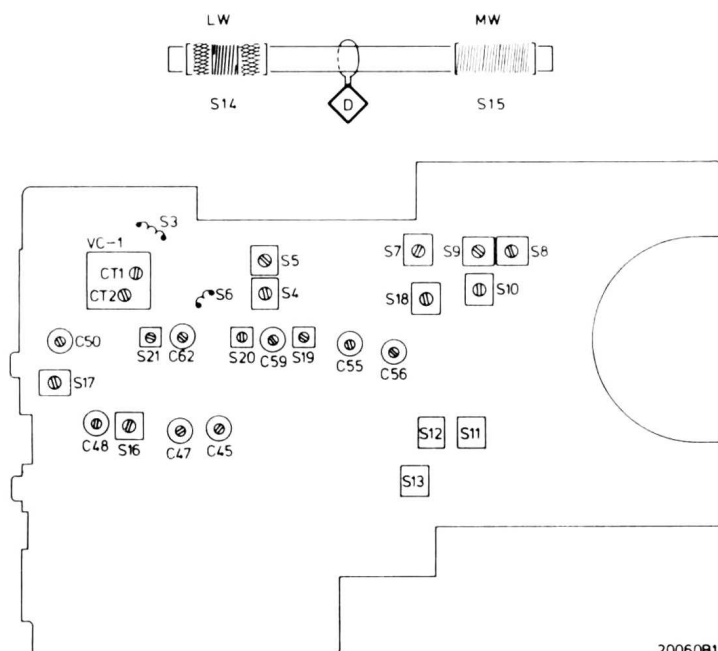 LW MW
S14 D S15
S3
VC-1
CT1
CT2
S6
S5
S4
S7 S9 S8
S18 S10
C50 S21 C62 S20 C59 S19 C55 C56
S17
C48 S16 C47 C45
S12 S11
S13